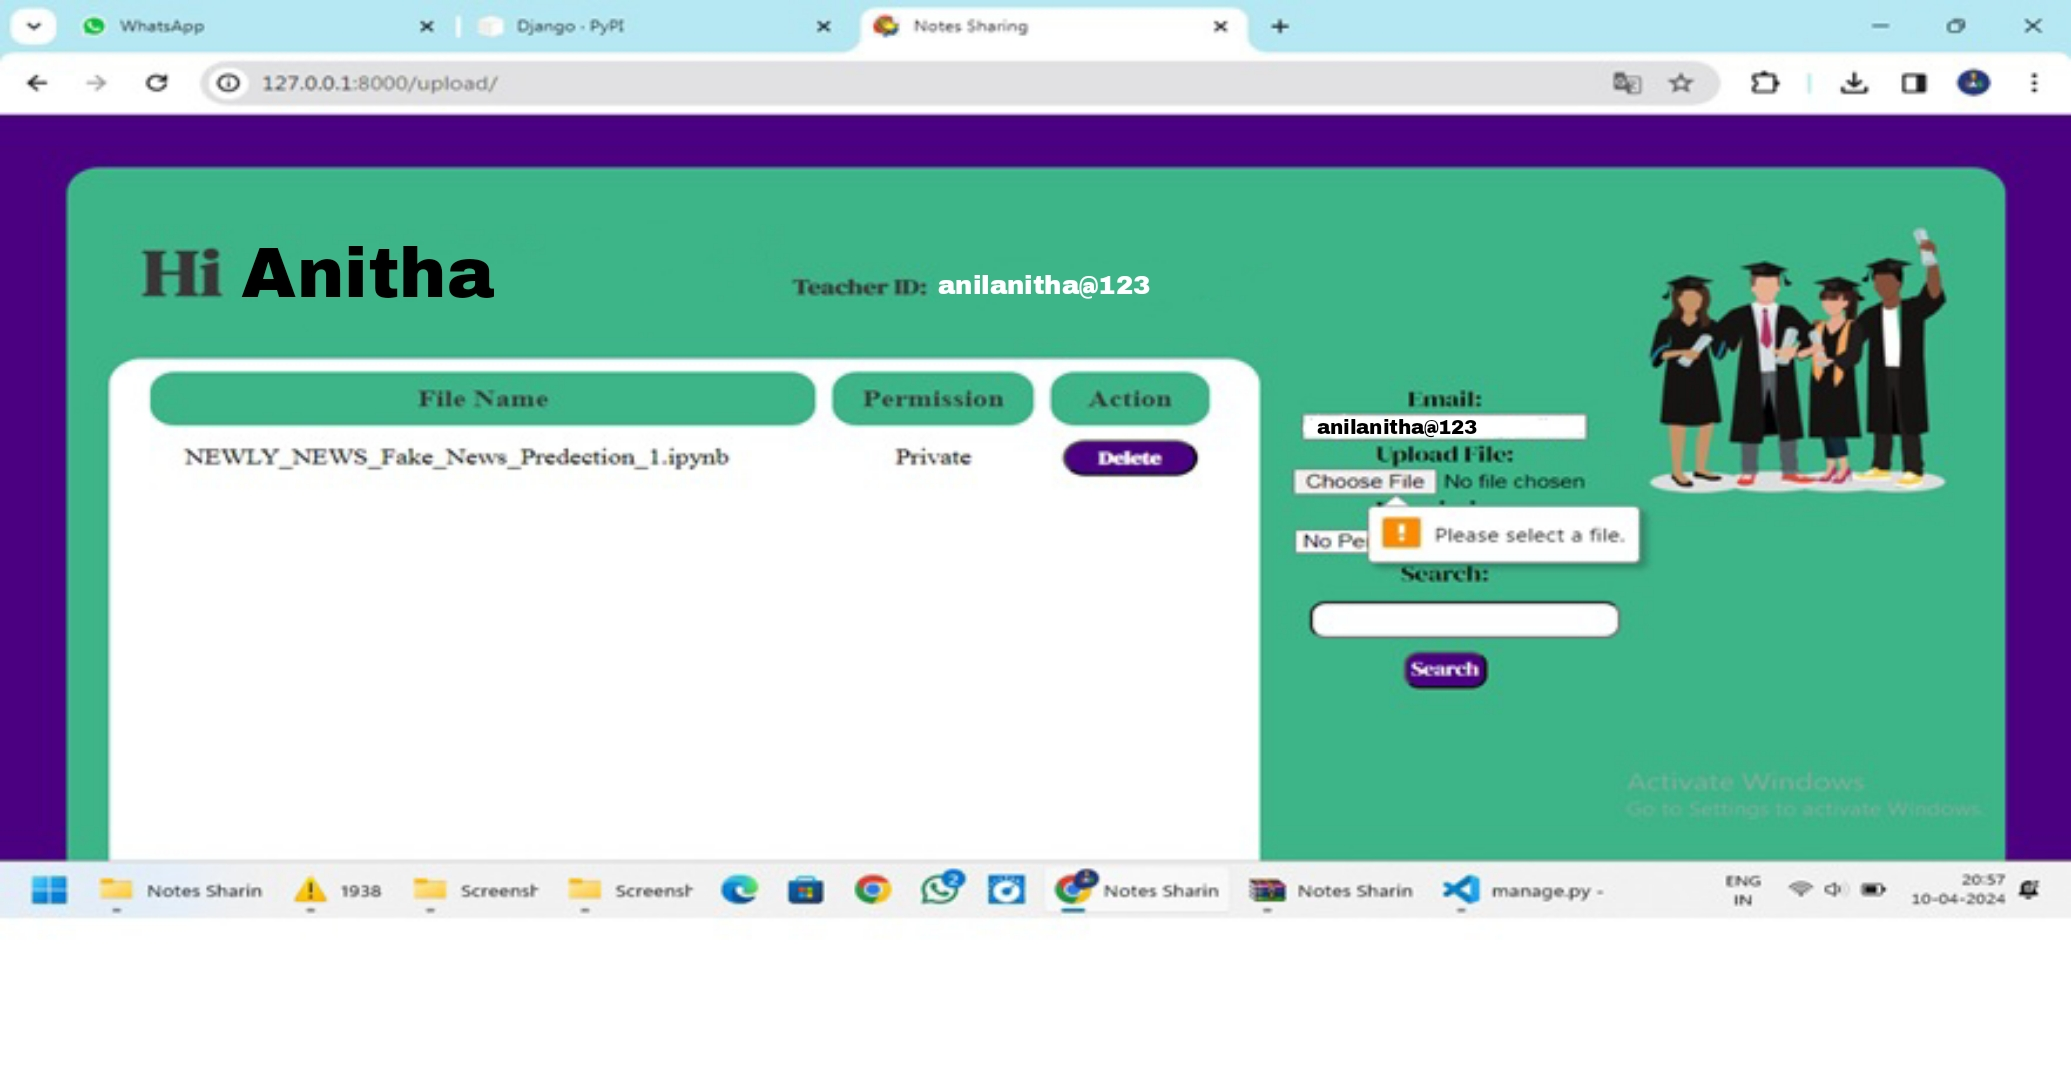 WhatsApp
Django - PyPI
Notes Sharing
127.0.0.1:8000/upload/
Hi Anitha
Teacher ID: anilanitha@123
File Name Permission Action
NEWLY_NEWS_Fake_News_Predection_1.ipynb Private Delete
Email:
anilanitha@123
Upload File:
Choose File No file chosen
No Pe
Please select a file.
Search:
Search
Activate Windows
Go to Settings to activate Windows.
Notes Sharin 1938 Screensh Screensh 2 Notes Sharin Notes Sharin manage.py -
ENG
IN
20:57
10-04-2024